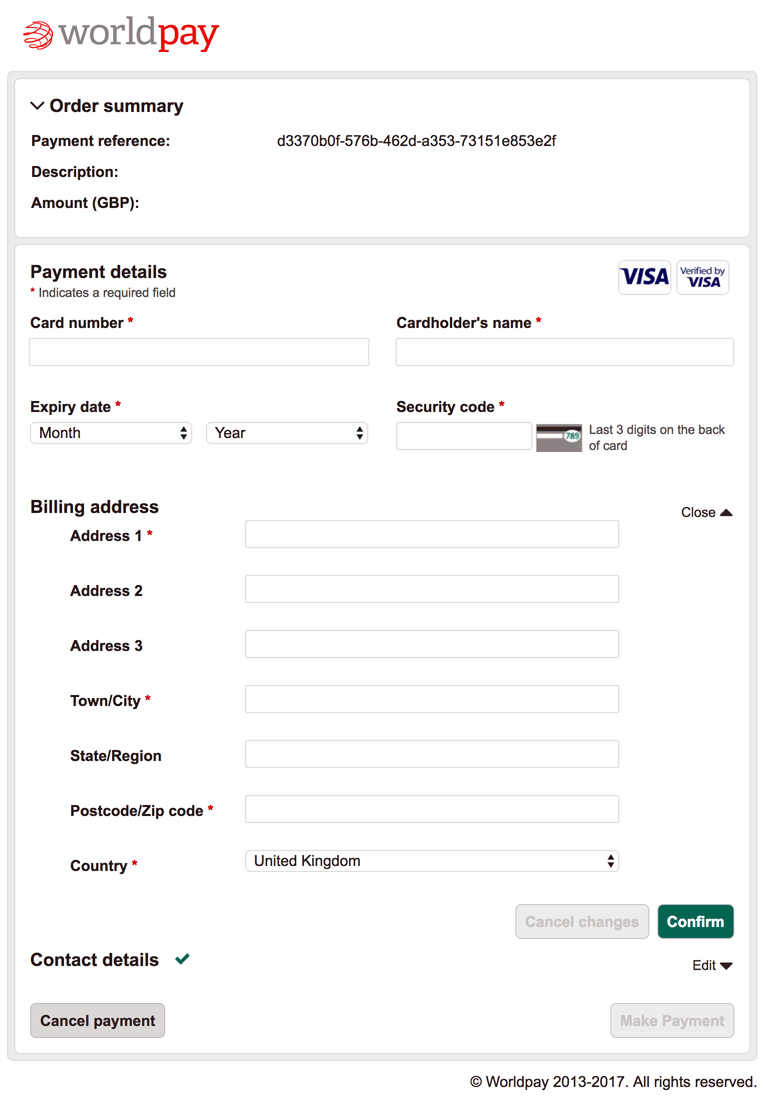 worldpay
Order summary
Payment reference: d3370b0f-576b-462d-a353-73151e853e2f
Description:
Amount (GBP):
Payment details
VISA
Verified by
VISA
* Indicates a required field
Card number *
Cardholder's name *
Expiry date *
Security code *
Month
Year
789
Last 3 digits on the back
of card
Billing address
Close
Address 1 *
Address 2
Address 3
Town/City *
State/Region
Postcode/Zip code *
Country *
United Kingdom
Cancel changes
Confirm
Contact details
Edit
Cancel payment
Make Payment
© Worldpay 2013-2017. All rights reserved.